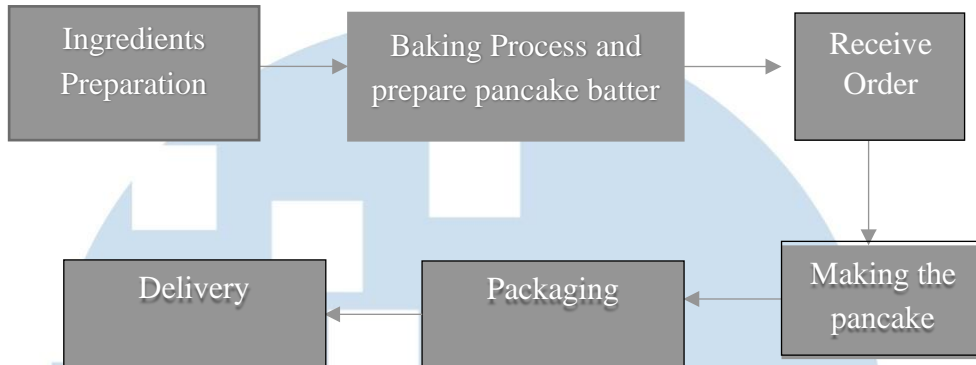 Ingredients
Preparation
Baking Process and
prepare pancake batter
Receive
Order
Making the
pancake
Packaging
Delivery